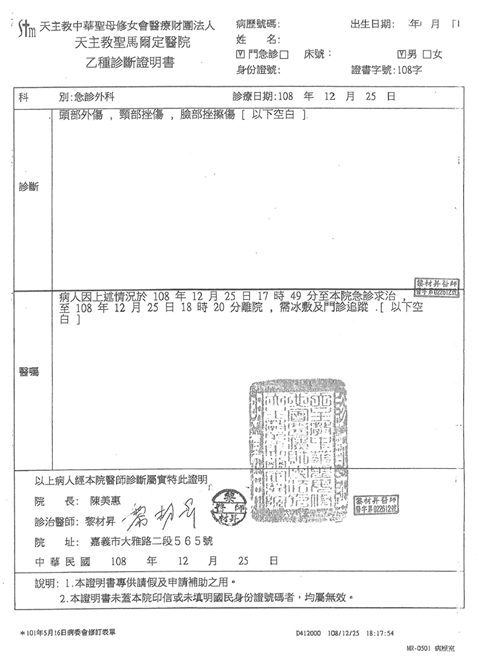 天主教中華聖母修女會醫療財團法人
天主教聖馬爾定醫院
乙種診斷證明書
病歷號碼: 出生日期: 年 月 日
姓 名:
☑門急診□ 床號: ☑男□女
身份證號: 證書字號:108字
科 別:急診外科 診療日期:108 年 12 月 25 日
診斷
頭部外傷,頸部挫傷,臉部挫擦傷[ 以下空白 ]
黎材昇醫師
醫囑
病人因上述情況於 108 年 12 月 25 日 17 時 49 分至本院急診求治,
至 108 年 12 月 25 日 18 時 20 分離院,需冰敷及門診追蹤.[ 以下空
白 ]
以上病人經本院醫師診斷屬實特此證明
院 長: 陳美惠
診治醫師: 黎材昇
黎材昇醫師
院 址: 嘉義市大雅路二段565號
中華民國 108 年 12 月 25 日
說明: 1.本證明書專供請假及申請補助之用。
2.本證明書未蓋本院印信或未填明國民身份證號碼者,均屬無效。
*101年5月16日病委會修訂表單 D412000 108/12/25 18:17:54
MR-0501 病歷室